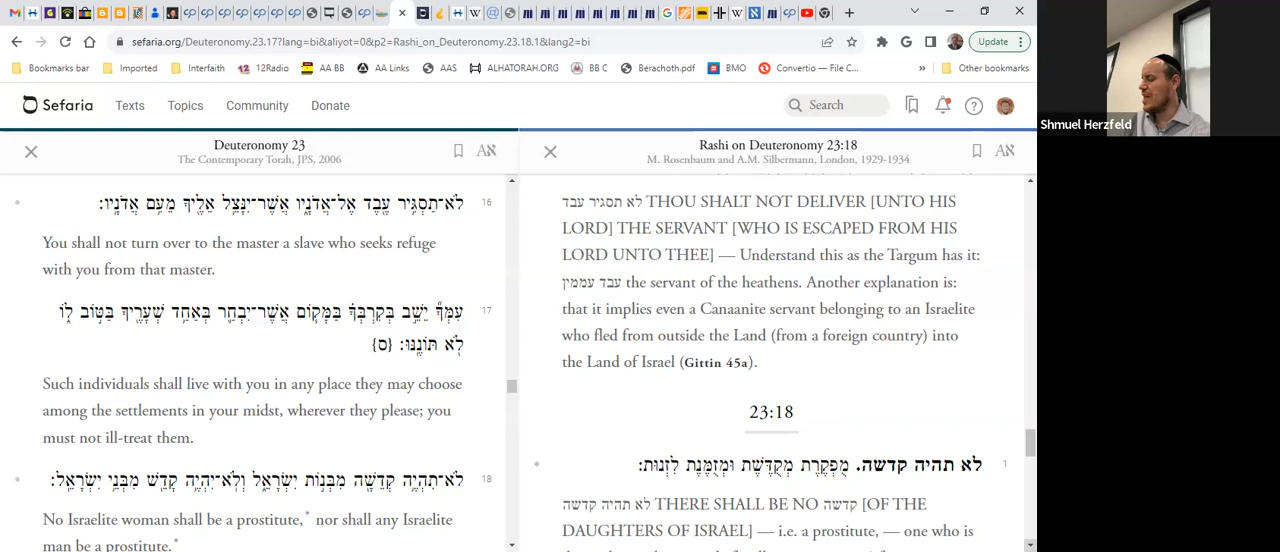 sefaria.org/Deuteronomy.23.17?lang=bi&aliyot=0&p2=Rashi_on_Deuteronomy.23.18.1&lang2=bi
Update
Bookmarks bar
Imported
Interfaith
12Radio
AA BB
AA Links
AAS
ALHATORAH.ORG
BB C
Berachoth.pdf
BMO
Convertio — File C...
»
Other bookmarks
Sefaria
Texts
Topics
Community
Donate
Search
Shmuel Herzfeld
Deuteronomy 23
The Contemporary Torah, JPS, 2006
16
לֹא־תַסְגִּ֥יר עֶ֖בֶד אֶל־אֲדֹנָ֑יו אֲשֶׁר־יִנָּצֵ֥ל אֵלֶ֖יךָ מֵעִ֥ם אֲדֹנָֽיו׃
You shall not turn over to the master a slave who seeks refuge
with you from that master.
17
עִמְּךָ֞ יֵשֵׁ֣ב בְּקִרְבְּךָ֗ בַּמָּק֧וֹם אֲשֶׁר־יִבְחַ֛ר בְּאַחַ֥ד שְׁעָרֶ֖יךָ בַּטּ֣וֹב ל֑וֹ
לֹ֖א תּוֹנֶֽנּוּ׃ {ס}
Such individuals shall live with you in any place they may choose
among the settlements in your midst, wherever they please; you
must not ill-treat them.
18
לֹא־תִהְיֶ֥ה קְדֵשָׁ֖ה מִבְּנ֣וֹת יִשְׂרָאֵ֑ל וְלֹֽא־יִהְיֶ֥ה קָדֵ֖שׁ מִבְּנֵ֥י יִשְׂרָאֵֽל׃
No Israelite woman shall be a prostitute,* nor shall any Israelite
man be a prostitute.*
Rashi on Deuteronomy 23:18
M. Rosenbaum and A.M. Silbermann, London, 1929-1934
לא תסגיר עבד THOU SHALT NOT DELIVER [UNTO HIS
LORD] THE SERVANT [WHO IS ESCAPED FROM HIS
LORD UNTO THEE] — Understand this as the Targum has it:
עבד עממין the servant of the heathens. Another explanation is:
that it implies even a Canaanite servant belonging to an Israelite
who fled from outside the Land (from a foreign country) into
the Land of Israel (Gittin 45a).
23:18
1
לא תהיה קדשה. מֻפְקֶרֶת מְקֻדֶּשֶׁת וּמְזֻמֶּנֶת לִזְנוּת:
לא תהיה קדשה THERE SHALL BE NO קדשה [OF THE
DAUGHTERS OF ISRAEL] — i.e. a prostitute, — one who is